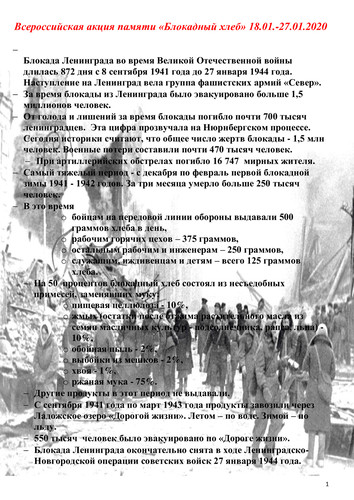 Всероссийская акция памяти «Блокадный хлеб» 18.01.-27.01.2020
–
Блокада Ленинграда во время Великой Отечественной войны
длилась 872 дня с 8 сентября 1941 года до 27 января 1944 года.
Наступление на Ленинград вела группа фашистских армий «Север».
– За время блокады из Ленинграда было эвакуировано больше 1,5
миллионов человек.
От голода и лишений за время блокады погибло почти 700 тысяч
ленинградцев. Эта цифра прозвучала на Нюрнбергском процессе.
Сегодня историки считают, что общее число жертв блокады - 1,5 млн
человек. Военные потери составили почти 470 тысяч человек.
– При артиллерийских обстрелах погибло 16 747 мирных жителя.
– Самый тяжелый период - с декабря по февраль первой блокадной
зимы 1941 - 1942 годов. За три месяца умерло больше 250 тысяч
человек.
– В это время
o бойцам на передовой линии обороны выдавали 500
граммов хлеба в день,
o рабочим горячих цехов – 375 граммов,
o остальным рабочим и инженерам – 250 граммов,
o служащим, иждивенцам и детям – всего 125 граммов
хлеба.
– На 50 процентов блокадный хлеб состоял из несъедобных
примесей, заменявших муку:
o пищевая целлюлоза - 10%,
o жмых (остатки после отжима растительного масла из
семян масличных культур - подсолнечника, рапса, льна) -
10%,
o обойная пыль - 2%,
o выбойки из мешков - 2%,
o хвоя - 1%,
o ржаная мука - 75%.
– Другие продукты в этот период не выдавали.
– С сентября 1941 года по март 1943 года продукты завозили через
Ладожское озеро «Дорогой жизни». Летом – по воде. Зимой – по
льду.
– 550 тысяч человек было эвакуировано по «Дороге жизни».
– Блокада Ленинграда окончательно снята в ходе Ленинградско-
Новгородской операции советских войск 27 января 1944 года.
1